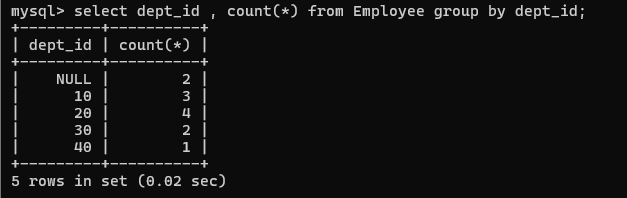 mysql> select dept_id , count(*) from Employee group by dept_id;
+---------+----------+
| dept_id | count(*) |
+---------+----------+
|    NULL |        2 |
|      10 |        3 |
|      20 |        4 |
|      30 |        2 |
|      40 |        1 |
+---------+----------+
5 rows in set (0.02 sec)